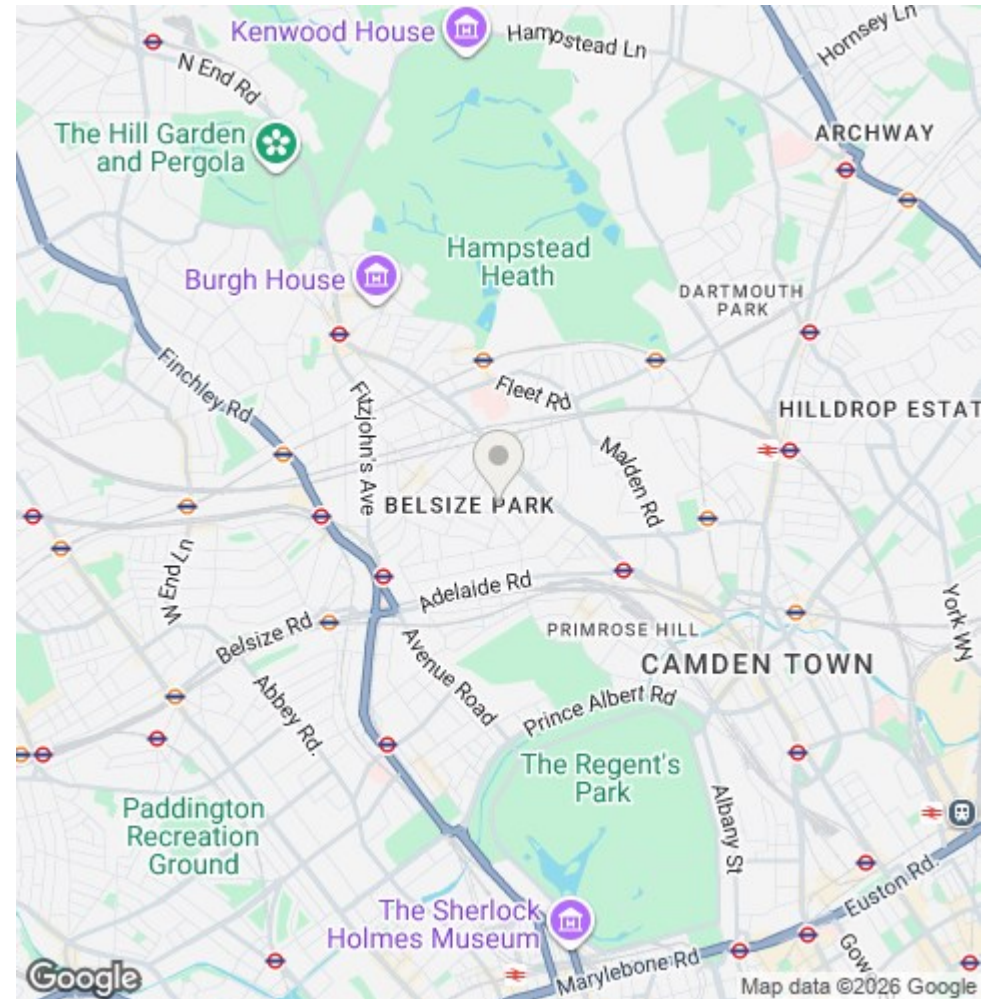 Kenwood House
Hampstead Ln
Hornsey Ln
N End Rd
The Hill Garden
and Pergola
ARCHWAY
Hampstead
Heath
Burgh House
DARTMOUTH
PARK
Finchley Rd
Fitzjohn's Ave
Fleet Rd
HILLDROP ESTAT
Malden Rd
BELSIZE PARK
W End Ln
Adelaide Rd
York Wy
Belsize Rd
PRIMROSE HILL
Avenue Road
CAMDEN TOWN
Abbey Rd.
Prince Albert Rd
The Regent's
Park
Albany St
Paddington
Recreation
Ground
Euston Rd.
The Sherlock
Holmes Museum
Gow
Marylebone Rd
Google
Map data ©2026 Google